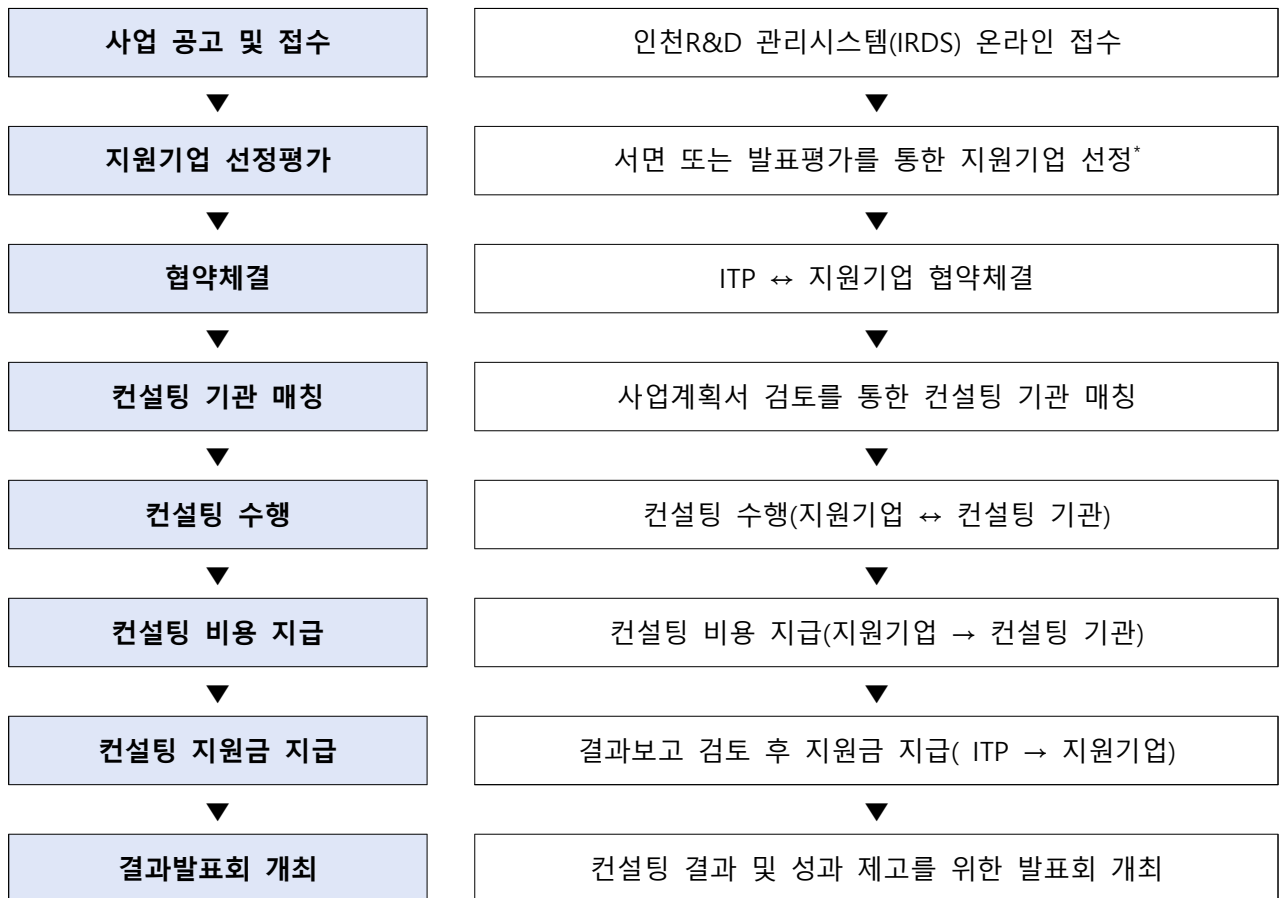 사업 공고 및 접수
인천R&D 관리시스템(IRDS) 온라인 접수
▼
▼
지원기업 선정평가
서면 또는 발표평가를 통한 지원기업 선정*
▼
▼
협약체결
ITP ↔ 지원기업 협약체결
▼
▼
컨설팅 기관 매칭
사업계획서 검토를 통한 컨설팅 기관 매칭
▼
▼
컨설팅 수행
컨설팅 수행(지원기업 ↔ 컨설팅 기관)
▼
▼
컨설팅 비용 지급
컨설팅 비용 지급(지원기업 → 컨설팅 기관)
▼
▼
컨설팅 지원금 지급
결과보고 검토 후 지원금 지급( ITP → 지원기업)
▼
▼
결과발표회 개최
컨설팅 결과 및 성과 제고를 위한 발표회 개최